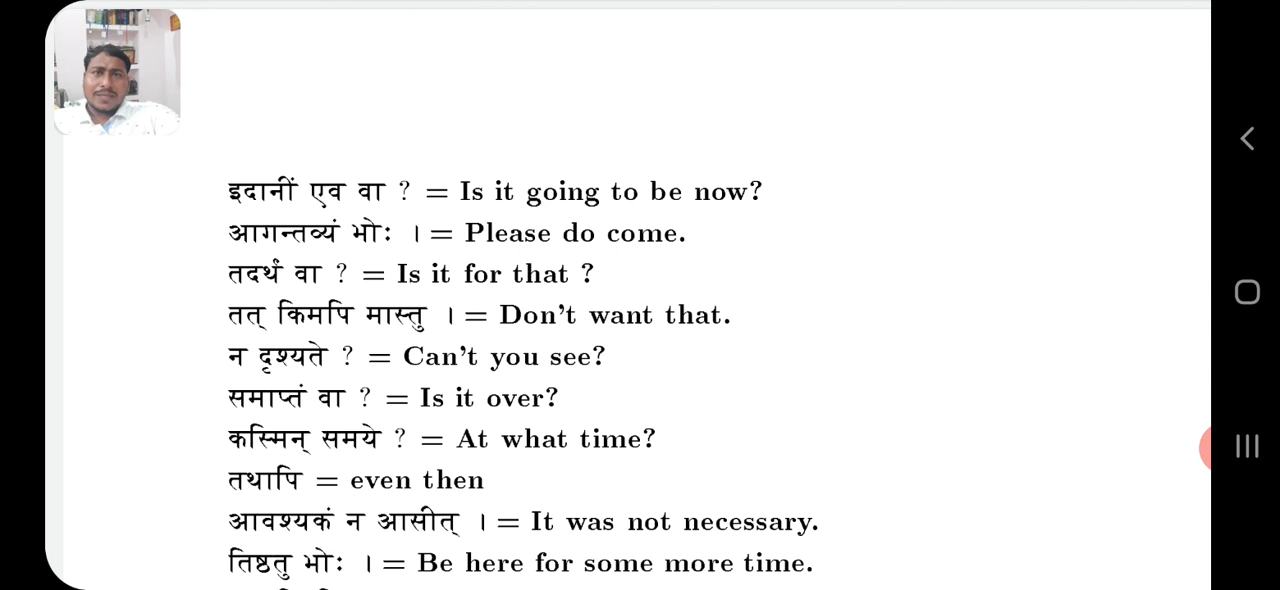 इदानीं एव वा ? = Is it going to be now?
आगन्तव्यं भोः । = Please do come.
तदर्थं वा ? = Is it for that ?
तत् किमपि मास्तु । = Don't want that.
न दृश्यते ? = Can't you see?
समाप्तं वा ? = Is it over?
कस्मिन् समये ? = At what time?
तथापि = even then
आवश्यकं न आसीत् । = It was not necessary.
तिष्ठतु भोः । = Be here for some more time.